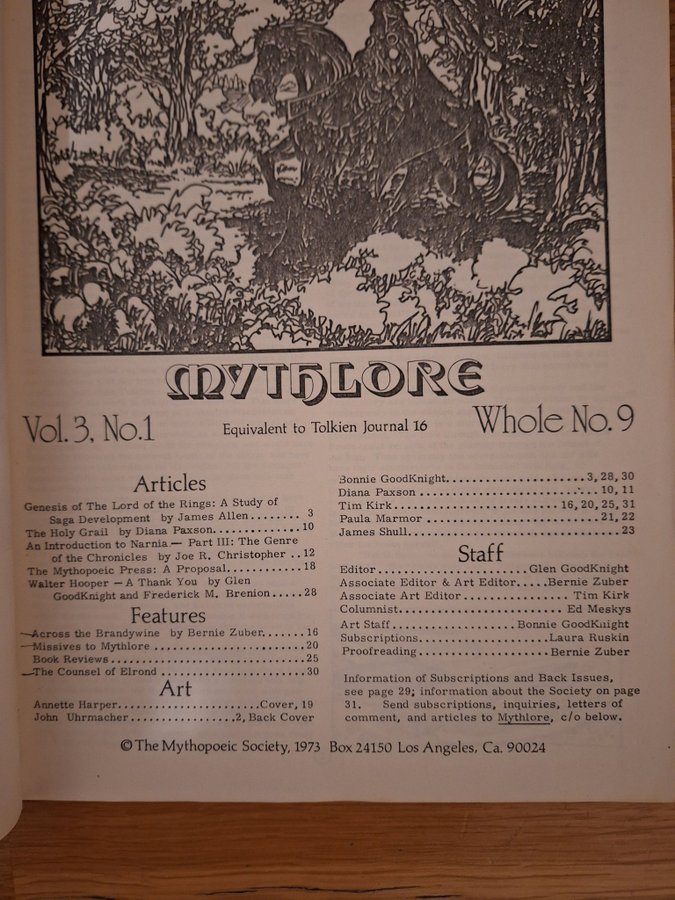 MYTHLORE
Vol. 3, No. 1
Equivalent to Tolkien Journal 16
Whole No. 9
Articles
Genesis of The Lord of the Rings: A Study of
Saga Development by James Allen........ 3
The Holy Grail by Diana Paxson............10
An Introduction to Narnia — Part III: The Genre
of the Chronicles by Joe R. Christopher ..12
The Mythopoeic Press: A Proposal............18
Walter Hooper — A Thank You by Glen
GoodKnight and Frederick M. Brenion.....28
Features
Across the Brandywine by Bernie Zuber.......16
Missives to Mythlore ........................20
Book Reviews ..............................25
The Counsel of Elrond ......................30
Art
Annette Harper....................Cover, 19
John Uhrmacher.................2, Back Cover
Bonnie GoodKnight.....................3, 28, 30
Diana Paxson ..........................10, 11
Tim Kirk.........................16, 20, 25, 31
Paula Marmor ..........................21, 22
James Shull.................................23
Staff
Editor.........................Glen GoodKnight
Associate Editor & Art Editor.....Bernie Zuber
Associate Art Editor................ Tim Kirk
Columnist.......................... Ed Meskys
Art Staff....................Bonnie GoodKnight
Subscriptions....................Laura Ruskin
Proofreading.....................Bernie Zuber
Information of Subscriptions and Back Issues,
see page 29; information about the Society on page
31. Send subscriptions, inquiries, letters of
comment, and articles to Mythlore, c/o below.
© The Mythopoeic Society, 1973 Box 24150 Los Angeles, Ca. 90024